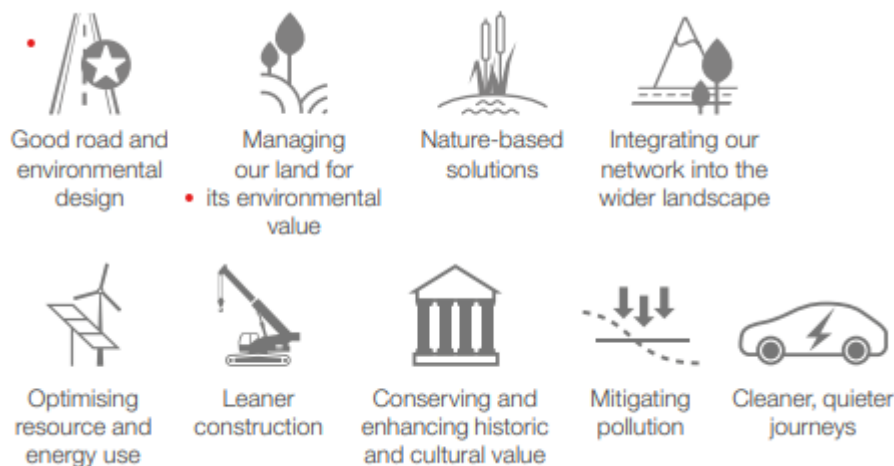 Good road and
environmental
design
Managing
our land for
• its environmental
value
Nature-based
solutions
Integrating our
network into the
wider landscape
Optimising
resource and
energy use
Leaner
construction
Conserving and
enhancing historic
and cultural value
Mitigating
pollution
Cleaner, quieter
journeys